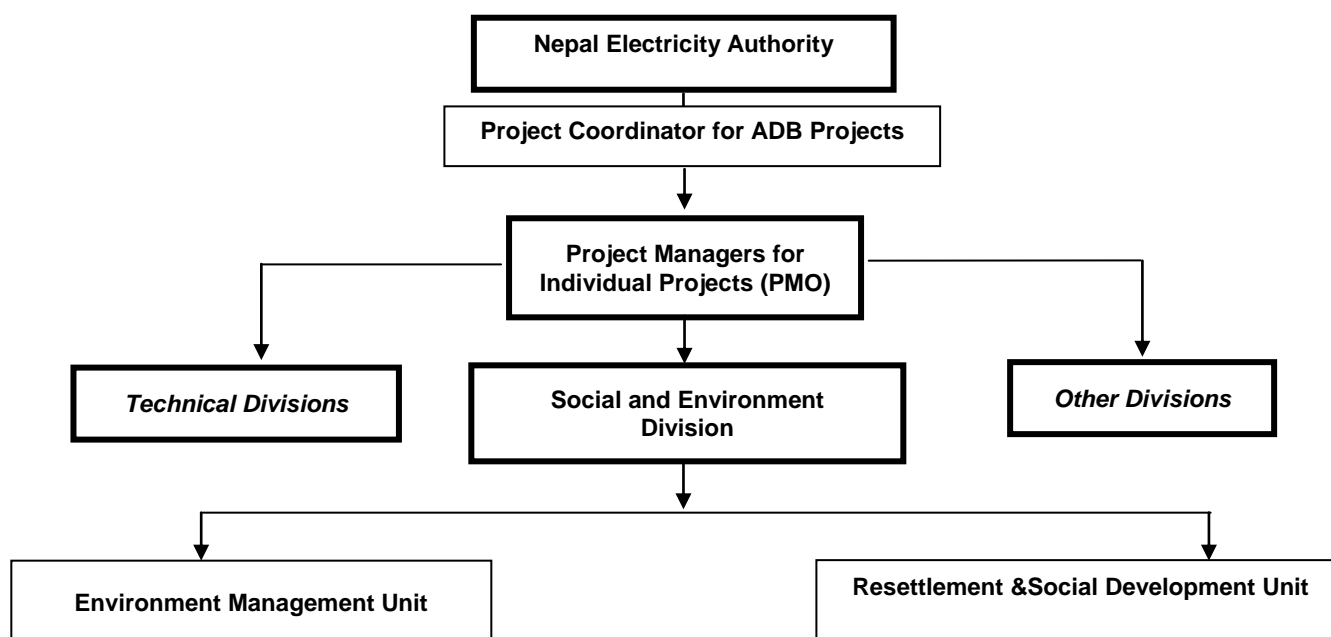 Nepal Electricity Authority
Project Coordinator for ADB Projects
Project Managers for
Individual Projects (PMO)
Technical Divisions
Social and Environment
Division
Other Divisions
Environment Management Unit
Resettlement &Social Development Unit